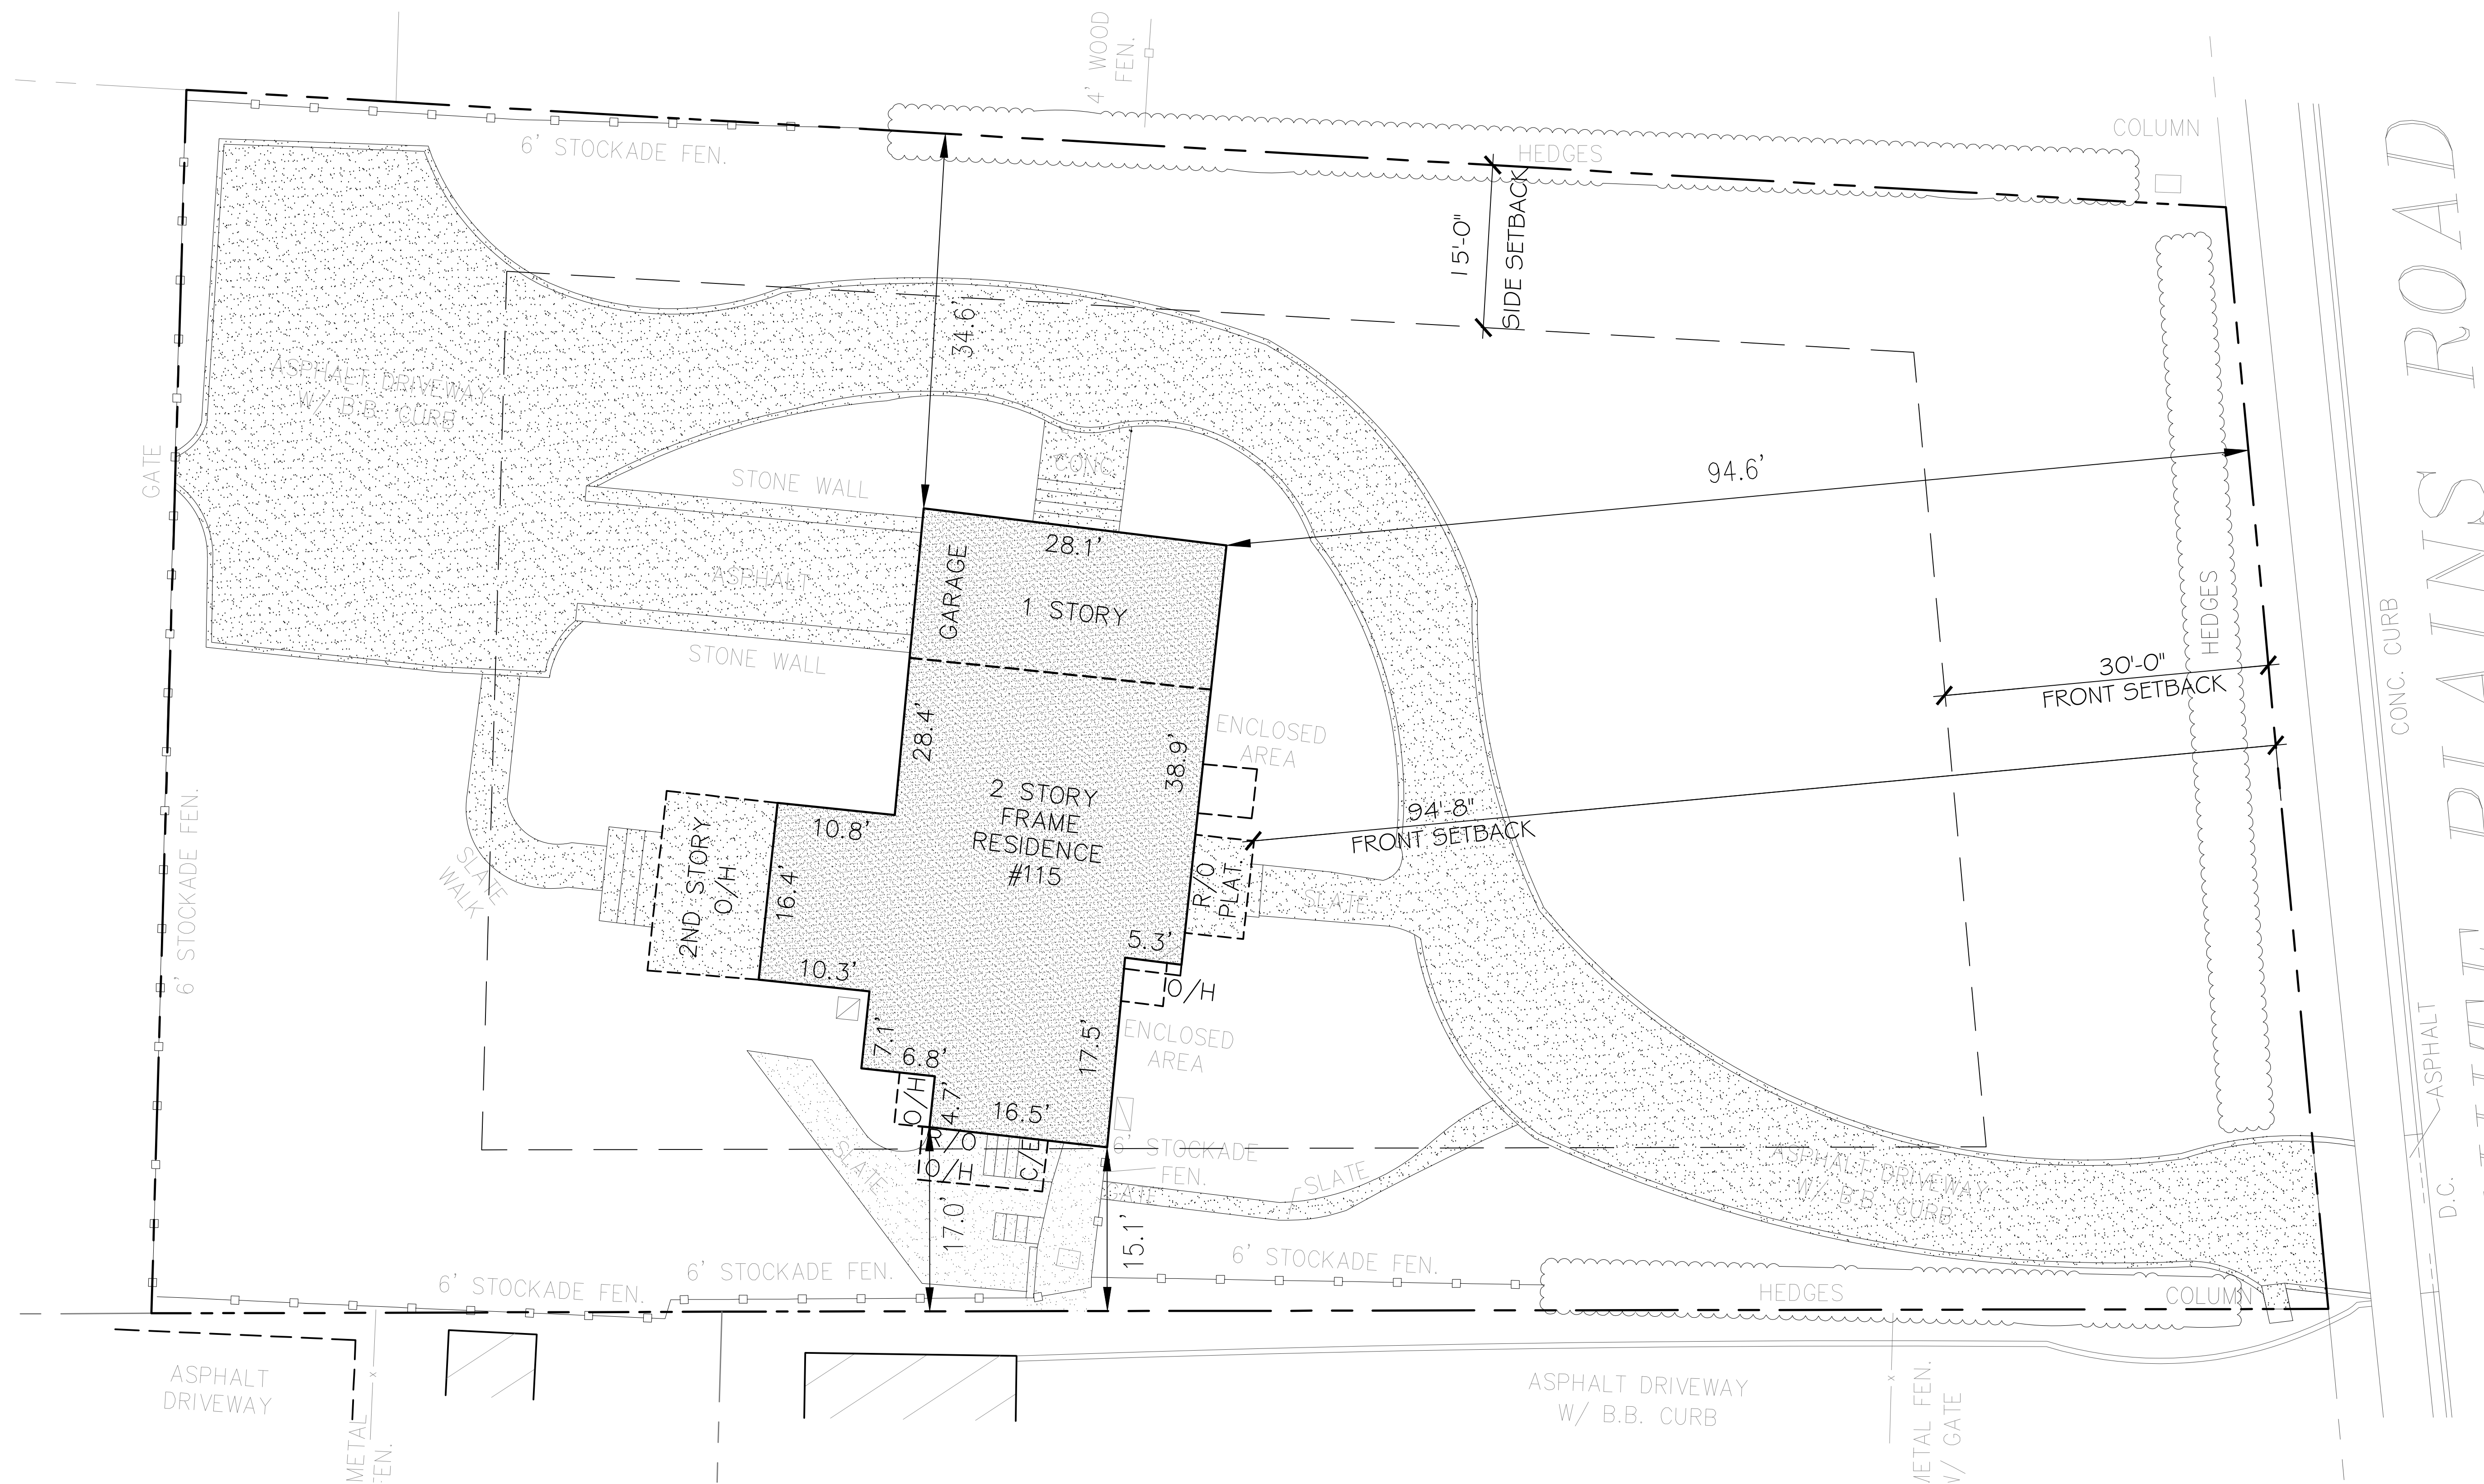 4' WOOD
FEN.
COLUMN
6' STOCKADE FEN.
HEDGES
15'-0"
SIDE SETBACK
ROAD
34.6'
ASPHALT DRIVEWAY
W/ B.B. CURB
GATE
STONE WALL
CONC.
94.6'
28.1'
GARAGE
1 STORY
ASPHALT
STONE WALL
HEDGES
CONC. CURB
PLAINS
30'-0"
FRONT SETBACK
28.4'
ENCLOSED
AREA
38.9'
2 STORY
FRAME
RESIDENCE
#115
10.8'
94'-8"
FRONT SETBACK
2ND STORY
O/H
16.4'
SLATE
WALK
6' STOCKADE FEN.
R/O
PLAT.
SLATE
5.3'
10.3'
O/H
ENCLOSED
AREA
7.1'
6.8'
17.5'
O/H
4.7'
16.5'
R/O
O/H
C/E
6' STOCKADE
FEN.
SLATE
SLATE
ASPHALT DRIVEWAY
W/ B.B. CURB
ASPHALT
D.C.
17.0'
15.1'
6' STOCKADE FEN.
6' STOCKADE FEN.
6' STOCKADE FEN.
HEDGES
COLUMN
ASPHALT
DRIVEWAY
METAL
FEN.
ASPHALT DRIVEWAY
W/ B.B. CURB
METAL FEN.
W/ GATE